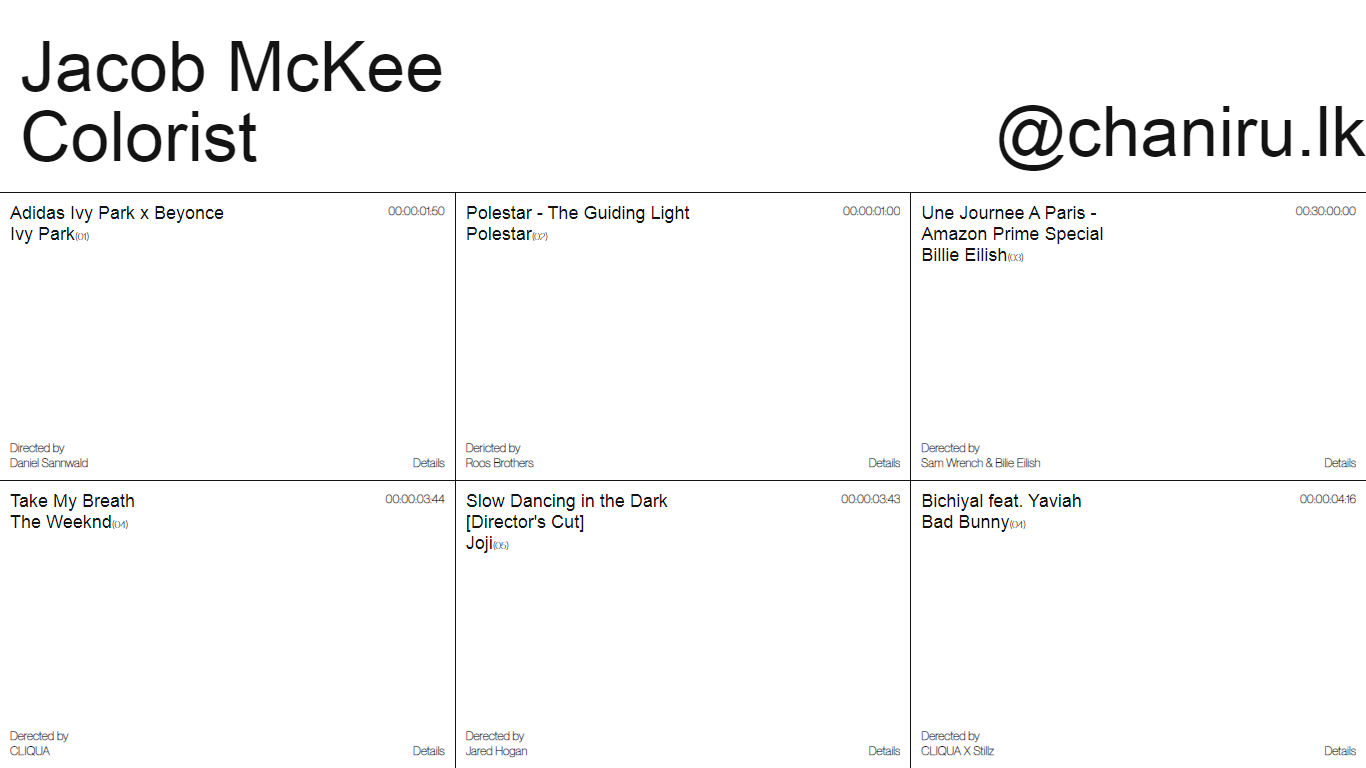 Jacob McKee
Colorist
@chaniru.lk
Adidas Ivy Park x Beyonce
Ivy Park(01)
00:00:01:50
Directed by
Daniel Sannwald
Details
Polestar - The Guiding Light
Polestar(02)
00:00:01:00
Dericted by
Roos Brothers
Details
Une Journee A Paris -
Amazon Prime Special
Billie Eilish(03)
00:30:00:00
Derected by
Sam Wrench & Bilie Eilish
Details
Take My Breath
The Weeknd(04)
00:00:03:44
Derected by
CLIQUA
Details
Slow Dancing in the Dark
[Director's Cut]
Joji(05)
00:00:03:43
Derected by
Jared Hogan
Details
Bichiyal feat. Yaviah
Bad Bunny(04)
00:00:04:16
Derected by
CLIQUA X Stillz
Details